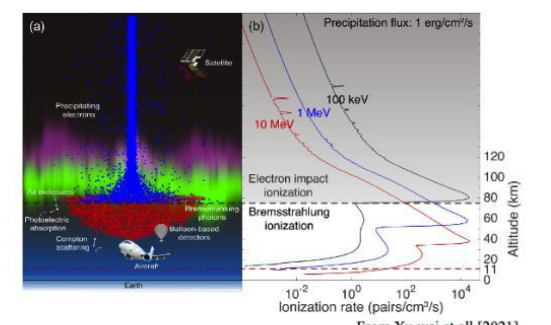 (a)
Satellite
Precipitating
electrons
Air molecules
Bremsstrahlung
photons
Photoelectric
absorption
Balloon-based
detectors
Compton
scattering
Aircraft
Earth
(b)
Precipitation flux: 1 erg/cm²/s
100 keV
1 MeV
10 MeV
Electron impact
ionization
Bremsstrahlung
ionization
120
100
80
60
40
20
11
0
Altitude (km)
10⁻² 10⁰ 10² 10⁴
Ionization rate (pairs/cm³/s)
[2021]